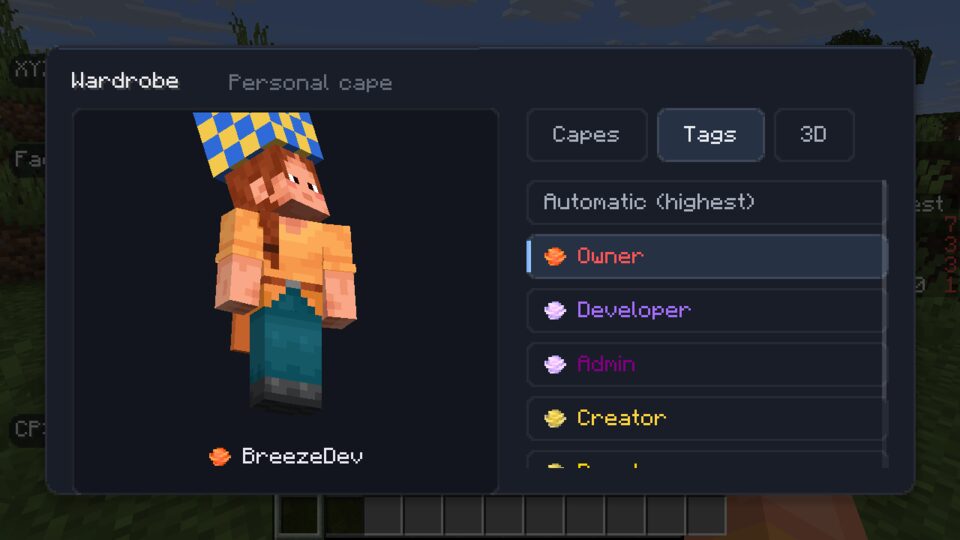 Wardrobe
Personal cape
Capes
Tags
3D
Automatic (highest)
Owner
Developer
Admin
Creator
BreezeDev